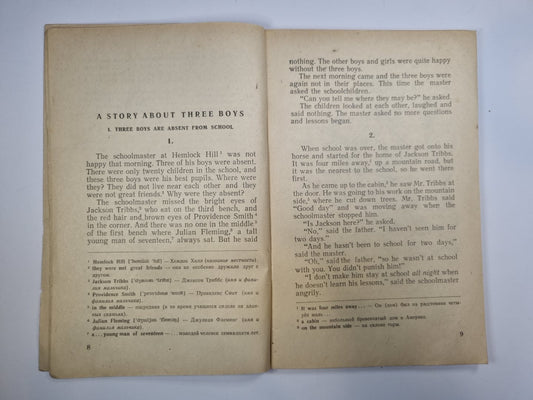 A STORY ABOUT THREE BOYS
I. THREE BOYS ARE ABSENT FROM SCHOOL
1.
The schoolmaster at Hemlock Hill¹ was not
happy that morning. Three of his boys were absent.
There were only twenty children in the school, and
these three boys were his best pupils. Where were
they? They did not live near each other and they
were not great friends.² Why were they absent?
The schoolmaster missed the bright eyes of
Jackson Tribbs,³ who sat on the third bench, and
the red hair and brown eyes of Providence Smith⁴
in the corner. And there was no one in the middle⁵
of the first bench where Julian Fleming,⁶ a tall
young man of seventeen,⁷ always sat. But he said
¹ Hemlock Hill — Хемлок Хилл (название местности).
² they were not great friends — они не особенно дружили друг с
другом.
³ Jackson Tribbs — Джексон Триббс (имя и фа-
милия мальчика)
⁴ Providence Smith — Провиденс Смит (имя и
фамилия мальчика)
⁵ in the middle —
⁶ Julian Fleming — Джулиан Флеминг (имя и
фамилия мальчика)
⁷ a... young man of seventeen — ...молодой человек семнадцати лет.
8
nothing. The other boys and girls were quite happy
without the three boys.
The next morning came and the three boys were
again not in their places. This time the master
asked the schoolchildren.
"Can you tell me where they may be?" he asked.
The children looked at each other, laughed and
said nothing. The master asked no more questions
and lessons began.
2.
When school was over, the master got onto his
horse and started for the home of Jackson Tribbs.
It was four miles away,¹ up a mountain road, but
it was the nearest to the school, so he went there
first.
As he came up to the cabin,² he saw Mr. Tribbs at
the door. He was going to his work on the mountain
side,³ where he cut down trees. Mr. Tribbs said
"Good day" and was moving away when the
schoolmaster stopped him.
"Is Jackson here?" he asked.
"No," said the father. "I haven't seen him for
two days."
"And he hasn't been to school for two days,"
said the master.
"Oh," said the father, "so he wasn't at school
with you. You didn't punish him!"
"I don't make him stay at school all night when
he doesn't learn his lessons," said the schoolmaster
angrily.
¹ It was four miles away... — Он (дом) был на расстоянии четы-
рёх миль...
² a cabin — небольшой бревенчатый дом в Америке.
³ on the mountain side — на склоне горы.
9